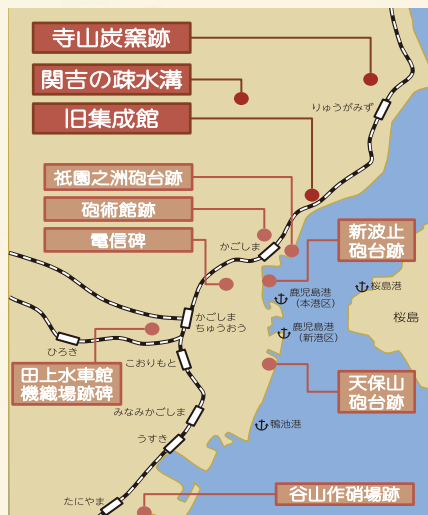 寺山炭窯跡
関吉の疎水溝
旧集成館
りゅうがみず
祇園之洲砲台跡
砲術館跡
電信碑
かごしま
新波止
砲台跡
鹿児島港
(本港区)
桜島港
桜島
鹿児島港
(新港区)
かごしま
ちゅうおう
ひろき
こおりもと
田上水車館
機織場跡碑
天保山
砲台跡
みなみかごしま
鴨池港
うすき
たにやま
谷山作硝場跡